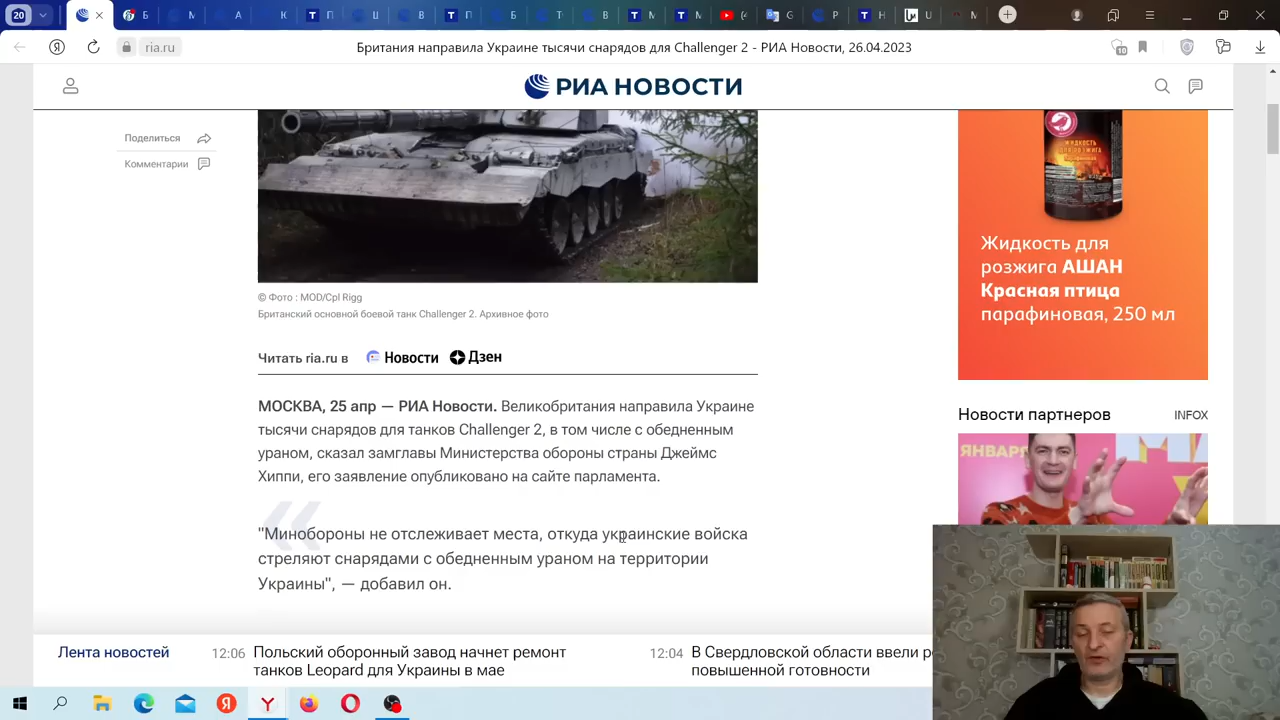 20
ria.ru
Британия направила Украине тысячи снарядов для Challenger 2 - РИА Новости, 26.04.2023
10
РИА НОВОСТИ
Поделиться
Комментарии
© Фото : MOD/Cpl Rigg
Британский основной боевой танк Challenger 2. Архивное фото
Читать ria.ru в Новости Дзен
МОСКВА, 25 апр — РИА Новости. Великобритания направила Украине
тысячи снарядов для танков Challenger 2, в том числе с обедненным
ураном, сказал замглавы Министерства обороны страны Джеймс
Хиппи, его заявление опубликовано на сайте парламента.
"Минобороны не отслеживает места, откуда украинские войска
стреляют снарядами с обедненным ураном на территории
Украины", — добавил он.
Жидкость для
розжига АШАН
Красная птица
парафиновая, 250 мл
Новости партнеров INFOX
ЯНВАР
Лента новостей
12:06 Польский оборонный завод начнет ремонт
танков Leopard для Украины в мае
12:04 В Свердловской области ввели
повышенной готовности